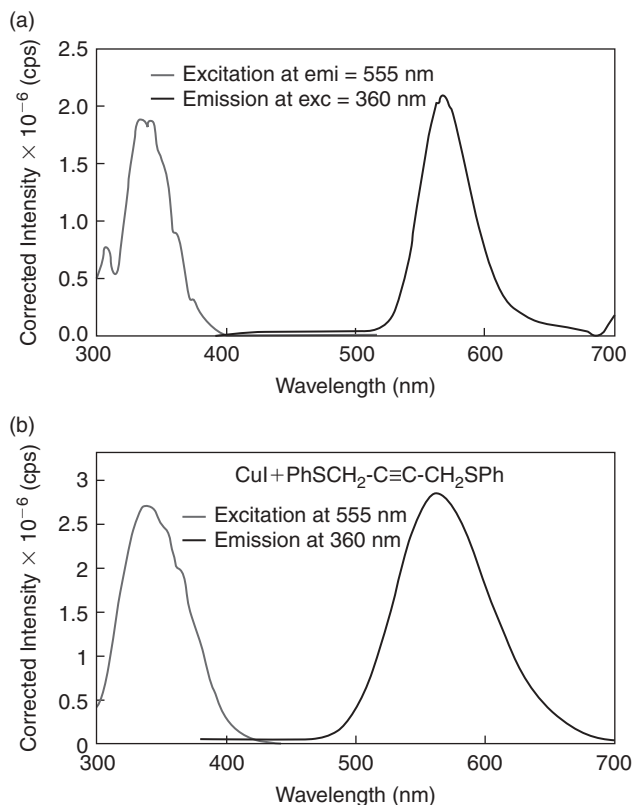 (a)
Corrected Intensity × 10⁻⁶ (cps)
2.5
2.0
1.5
1.0
0.5
0.0
Excitation at emi = 555 nm
Emission at exc = 360 nm
300
400
500
600
700
Wavelength (nm)
(b)
Corrected Intensity × 10⁻⁶ (cps)
3
2.5
2
1.5
1
0.5
0
CuI+PhSCH₂-C≡C-CH₂SPh
Excitation at 555 nm
Emission at 360 nm
300
400
500
600
700
Wavelength (nm)